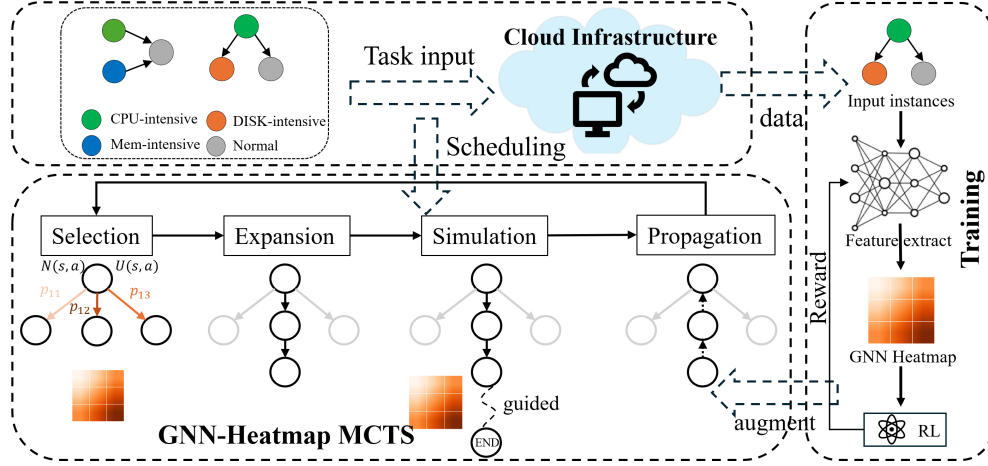 Task input
Cloud Infrastructure
CPU-intensive
DISK-intensive
Mem-intensive
Normal
Scheduling
data
Input instances
Feature extract
GNN Heatmap
RL
Reward
Training
augment
Selection
Expansion
Simulation
Propagation
N(s,a)
U(s,a)
p₁₁
p₁₂
p₁₃
guided
END
GNN-Heatmap MCTS